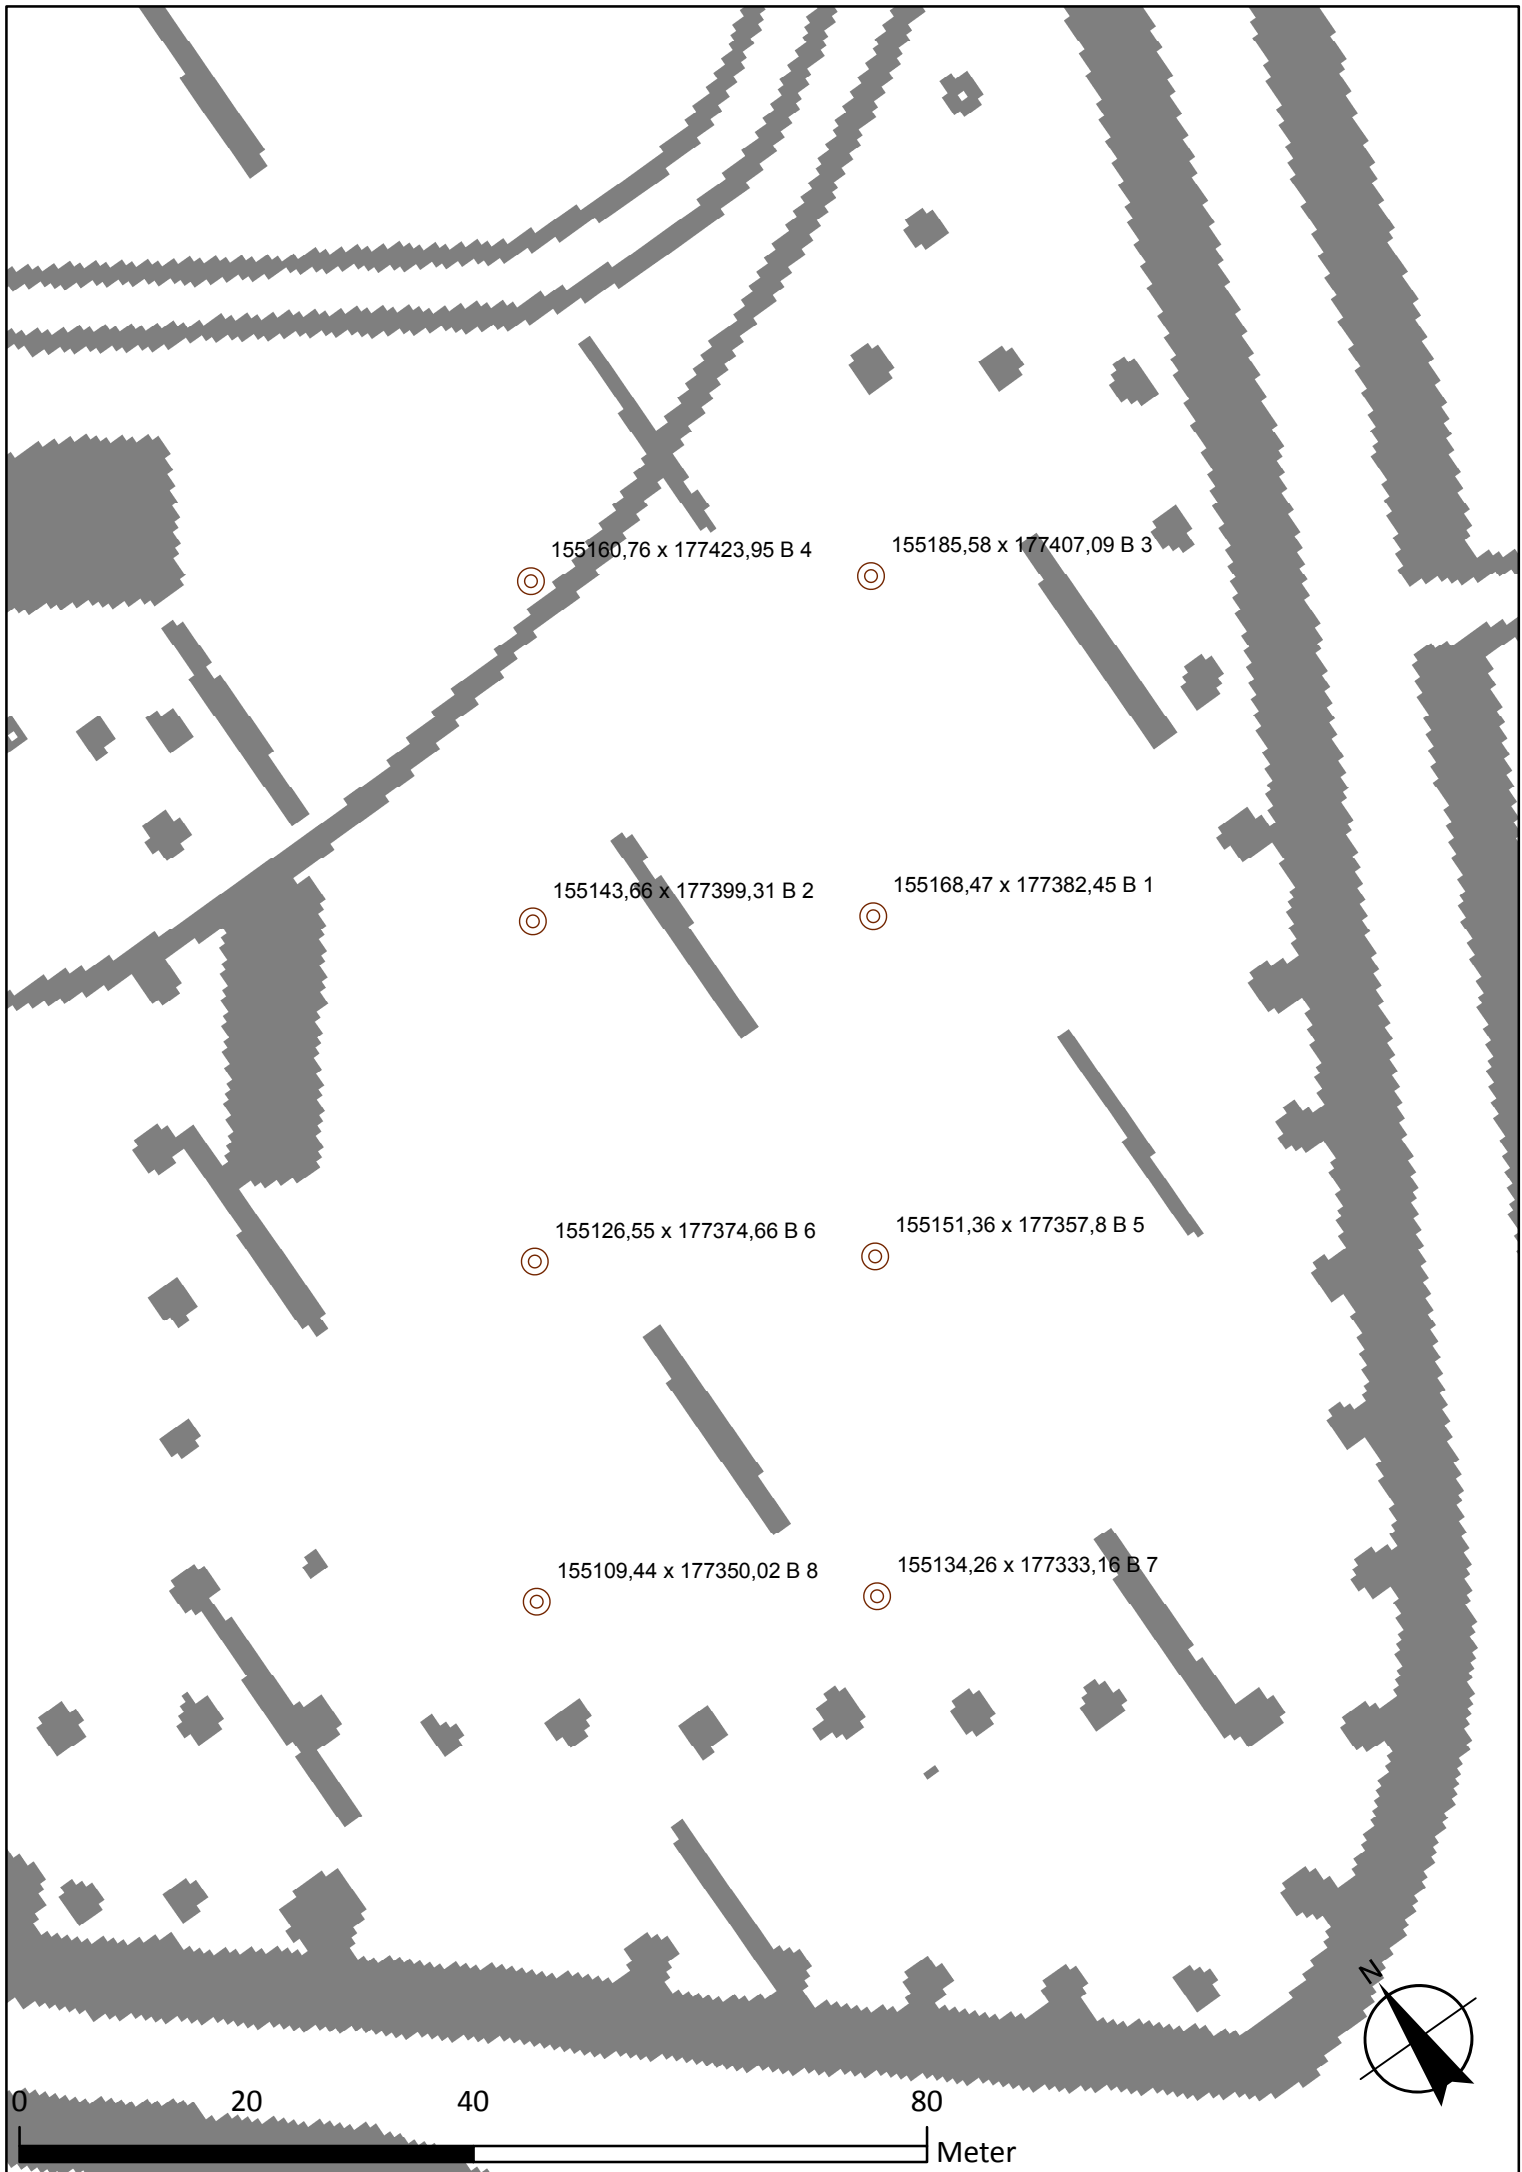 155160,76 x 177423,95 B 4
155185,58 x 177407,09 B 3
155143,66 x 177399,31 B 2
155168,47 x 177382,45 B 1
155126,55 x 177374,66 B 6
155151,36 x 177357,8 B 5
155109,44 x 177350,02 B 8
155134,26 x 177333,16 B 7
N
0 20 40 80
Meter